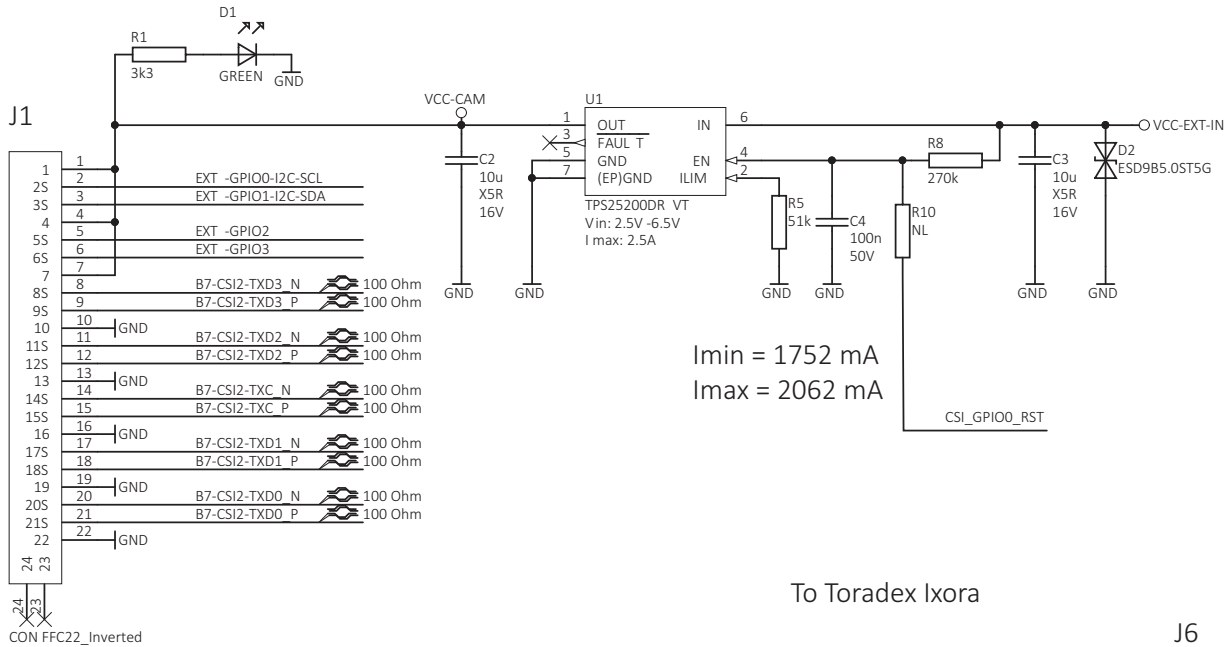 D1
R1
3k3
GREEN
GND
J1
VCC-CAM
C2
10u
X5R
16V
GND
U1
1 OUT IN 6
3 FAUL T
5 GND EN 4
7 (EP)GND ILIM 2
TPS25200DR VT
Vin: 2.5V -6.5V
I max: 2.5A
GND
R8
270k
R5
51k
GND
C4
100n
50V
GND
R10
NL
C3
10u
X5R
16V
GND
D2
ESD9B5.0ST5G
GND
VCC-EXT-IN
Imin = 1752 mA
Imax = 2062 mA
CSI_GPIO0_RST
1 1
2S 2 EXT -GPIO0-I2C-SCL
3S 3 EXT -GPIO1-I2C-SDA
4 4
5S 5 EXT -GPIO2
6S 6 EXT -GPIO3
7 7
8S 8 B7-CSI2-TXD3_N 100 Ohm
9S 9 B7-CSI2-TXD3_P 100 Ohm
10 10 GND
11S 11 B7-CSI2-TXD2_N 100 Ohm
12S 12 B7-CSI2-TXD2_P 100 Ohm
13 13 GND
14S 14 B7-CSI2-TXC_N 100 Ohm
15S 15 B7-CSI2-TXC_P 100 Ohm
16 16 GND
17S 17 B7-CSI2-TXD1_N 100 Ohm
18S 18 B7-CSI2-TXD1_P 100 Ohm
19 19 GND
20S 20 B7-CSI2-TXD0_N 100 Ohm
21S 21 B7-CSI2-TXD0_P 100 Ohm
22 22 GND
24 23
24 23
CON FFC22_Inverted
To Toradex Ixora
J6